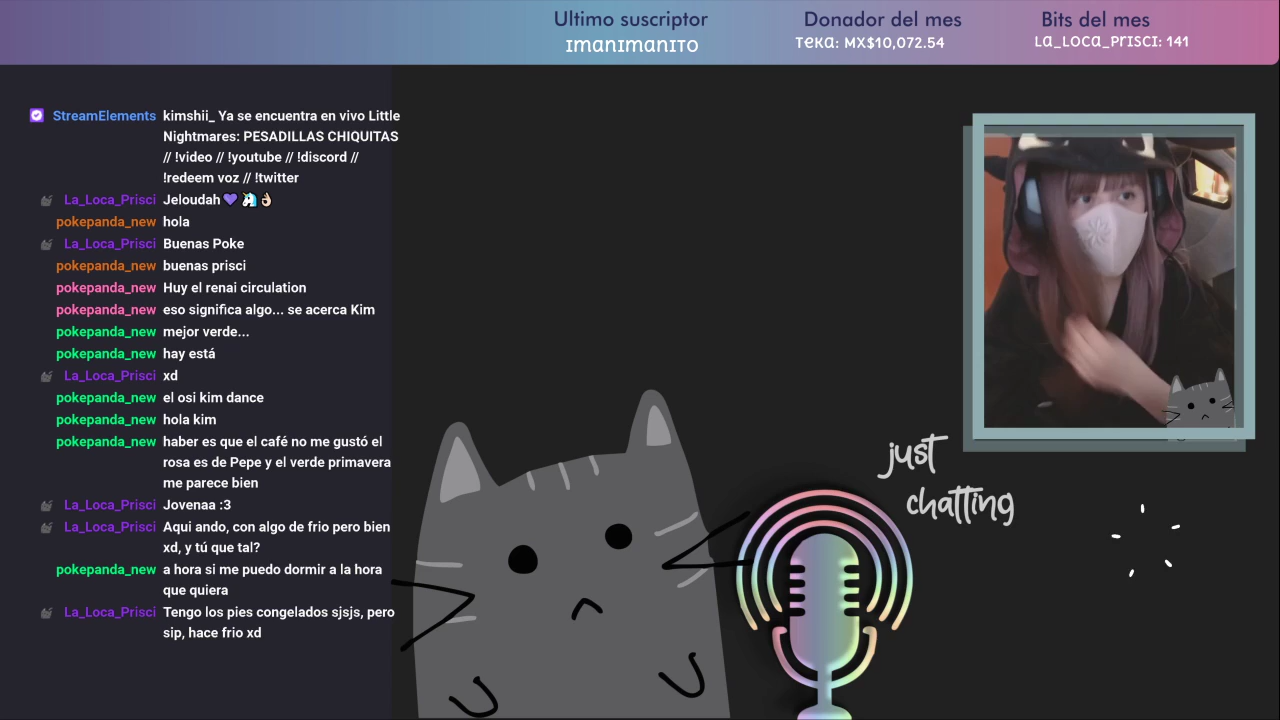 Ultimo suscriptor
Donador del mes
Bits del mes
IMANIMANITO
Teka: MX$10,072.54
La_Loca_Prisci: 141
StreamElements kimshii_ Ya se encuentra en vivo Little
Nightmares: PESADILLAS CHIQUITAS
// !video // !youtube // !discord //
!redeem voz // !twitter
La_Loca_Prisci Jeloudah💜🦄👌🏻
pokepanda_new hola
La_Loca_Prisci Buenas Poke
pokepanda_new buenas prisci
pokepanda_new Huy el renai circulation
pokepanda_new eso significa algo... se acerca Kim
pokepanda_new mejor verde...
pokepanda_new hay está
La_Loca_Prisci xd
pokepanda_new el osi kim dance
pokepanda_new hola kim
pokepanda_new haber es que el café no me gustó el
rosa es de Pepe y el verde primavera
me parece bien
La_Loca_Prisci Jovenaa :3
La_Loca_Prisci Aqui ando, con algo de frio pero bien
xd, y tú que tal?
pokepanda_new a hora si me puedo dormir a la hora
que quiera
La_Loca_Prisci Tengo los pies congelados sjsjs, pero
sip, hace frio xd
just
chatting